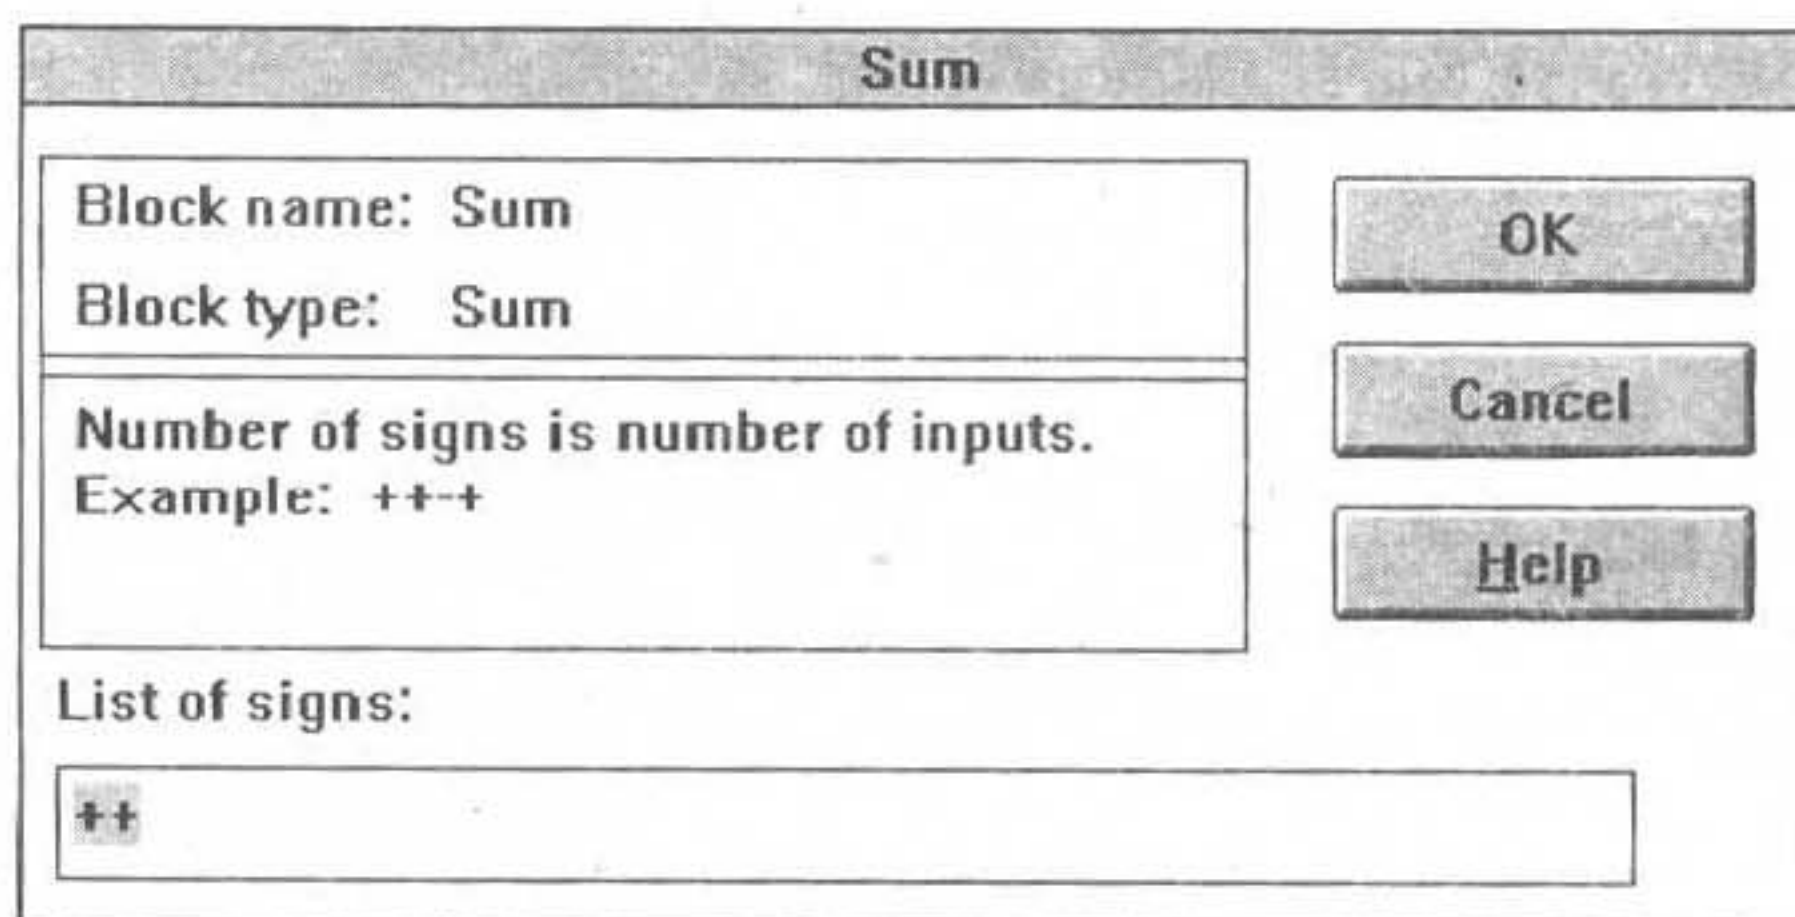 Sum
Block name: Sum
Block type: Sum
Number of signs is number of inputs.
Example: ++-+
List of signs:
++
OK
Cancel
Help